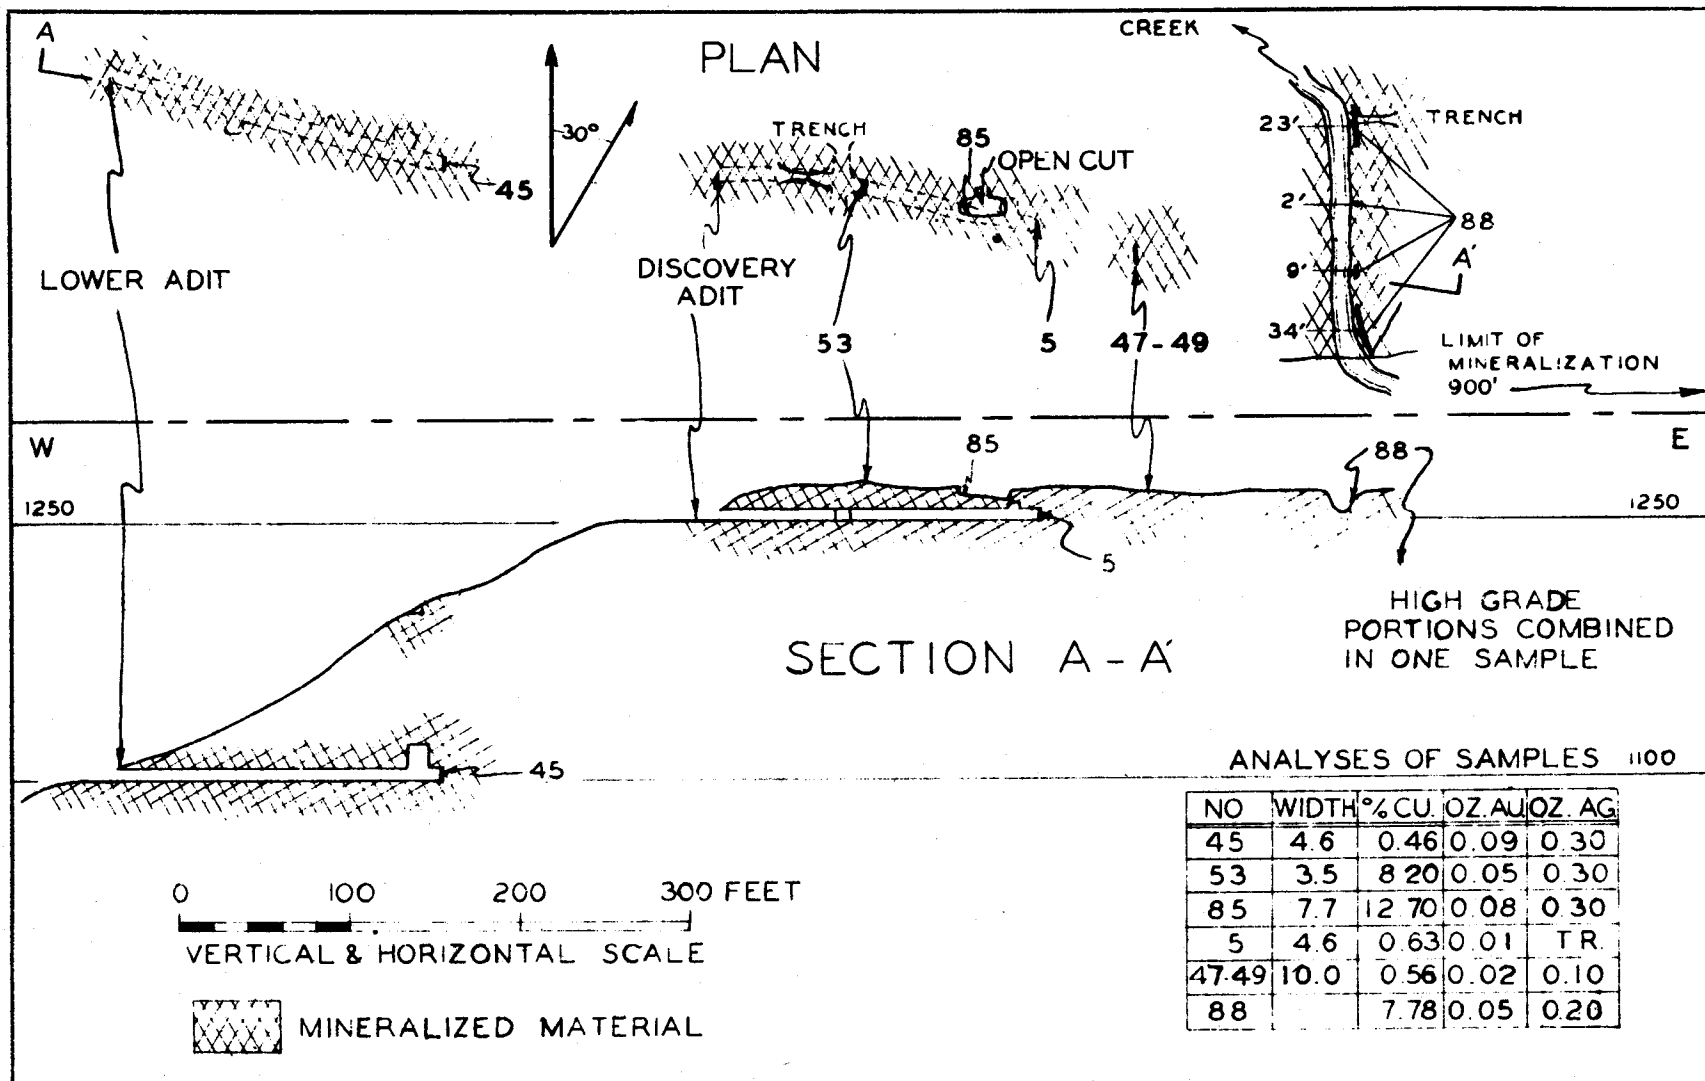 A
PLAN
CREEK
30°
TRENCH
85
OPEN CUT
23'
TRENCH
45
2'
88
LOWER ADIT
DISCOVERY
ADIT
9'
A'
53
5
47-49
34'
LIMIT OF
MINERALIZATION
900'
W
E
85
88
1250
1250
5
HIGH GRADE
PORTIONS COMBINED
IN ONE SAMPLE
SECTION A-A'
45
ANALYSES OF SAMPLES
1100
NO WIDTH % CU. OZ. AU OZ. AG
45 4.6 0.46 0.09 0.30
53 3.5 8 20 0.05 0.30
85 7.7 12 70 0.08 0.30
5 4.6 0.63 0.01 TR.
47-49 10.0 0.56 0.02 0.10
88 7.78 0.05 0.20
0 100 200 300 FEET
VERTICAL & HORIZONTAL SCALE
MINERALIZED MATERIAL